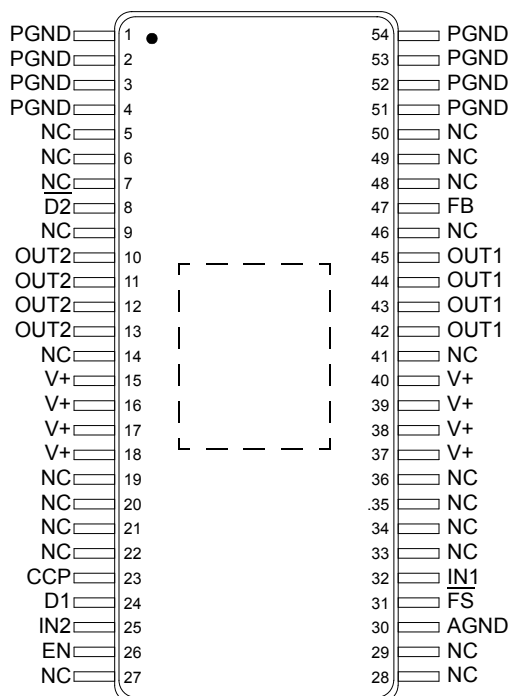 PGND 1 54 PGND
PGND 2 53 PGND
PGND 3 52 PGND
PGND 4 51 PGND
NC 5 50 NC
NC 6 49 NC
NC 7 48 NC
D2 8 47 FB
NC 9 46 NC
OUT2 10 45 OUT1
OUT2 11 44 OUT1
OUT2 12 43 OUT1
OUT2 13 42 OUT1
NC 14 41 NC
V+ 15 40 V+
V+ 16 39 V+
V+ 17 38 V+
V+ 18 37 V+
NC 19 36 NC
NC 20 .35 NC
NC 21 34 NC
NC 22 33 NC
CCP 23 32 IN1
D1 24 31 FS
IN2 25 30 AGND
EN 26 29 NC
NC 27 28 NC